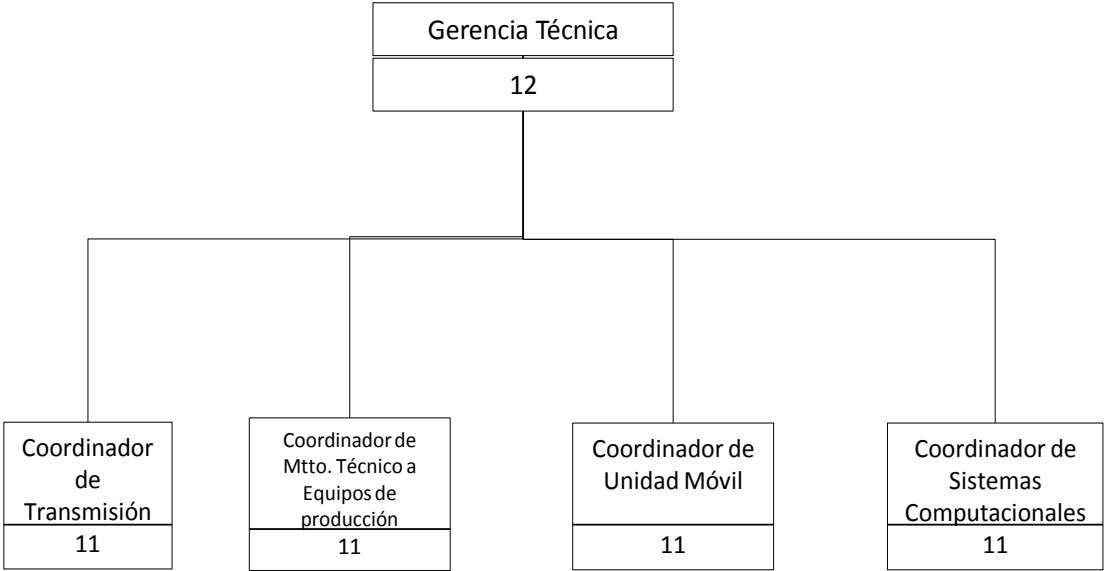 Gerencia Técnica
12
Coordinador
de
Transmisión
11
Coordinador de
Mtto. Técnico a
Equipos de
producción
11
Coordinador de
Unidad Móvil
11
Coordinador de
Sistemas
Computacionales
11